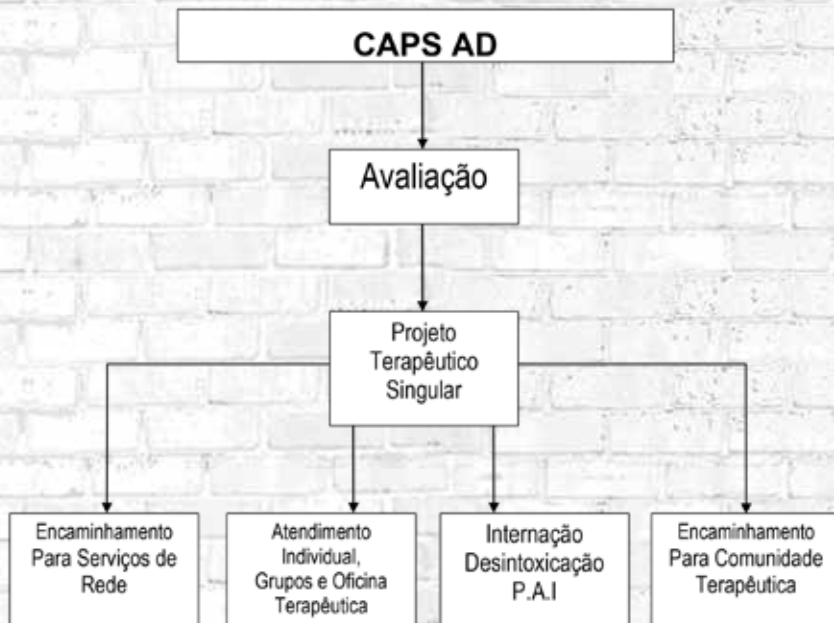 CAPS AD
Avaliação
Projeto
Terapêutico
Singular
Encaminhamento
Para Serviços de
Rede
Atendimento
Individual,
Grupos e Oficina
Terapêutica
Internação
Desintoxicação
P.A.I
Encaminhamento
Para Comunidade
Terapêutica